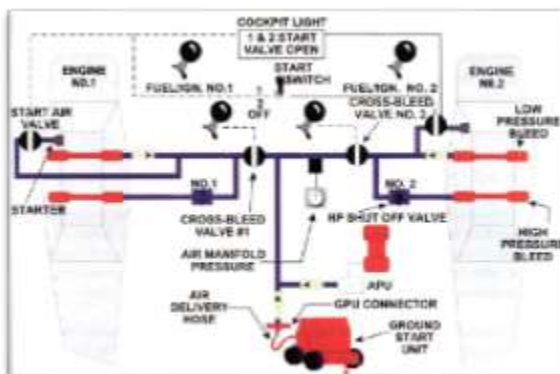 COCKPIT LIGHT
1 & 2 START
VALVE OPEN
ENGINE
NO.1
START
SWITCH
ENGINE
NO.2
FUEL/IGN. NO.1
1
2
OFF
FUEL/IGN. NO. 2
CROSS-BLEED
VALVE NO. 2
START AIR
VALVE
LOW
PRESSURE
BLEED
STARTER
NO.1
NO. 2
CROSS-BLEED
VALVE #1
HP SHUT OFF VALVE
AIR MANIFOLD
PRESSURE
HIGH
PRESSURE
BLEED
APU
AIR
DELIVERY
HOSE
GPU CONNECTOR
GROUND
START
UNIT